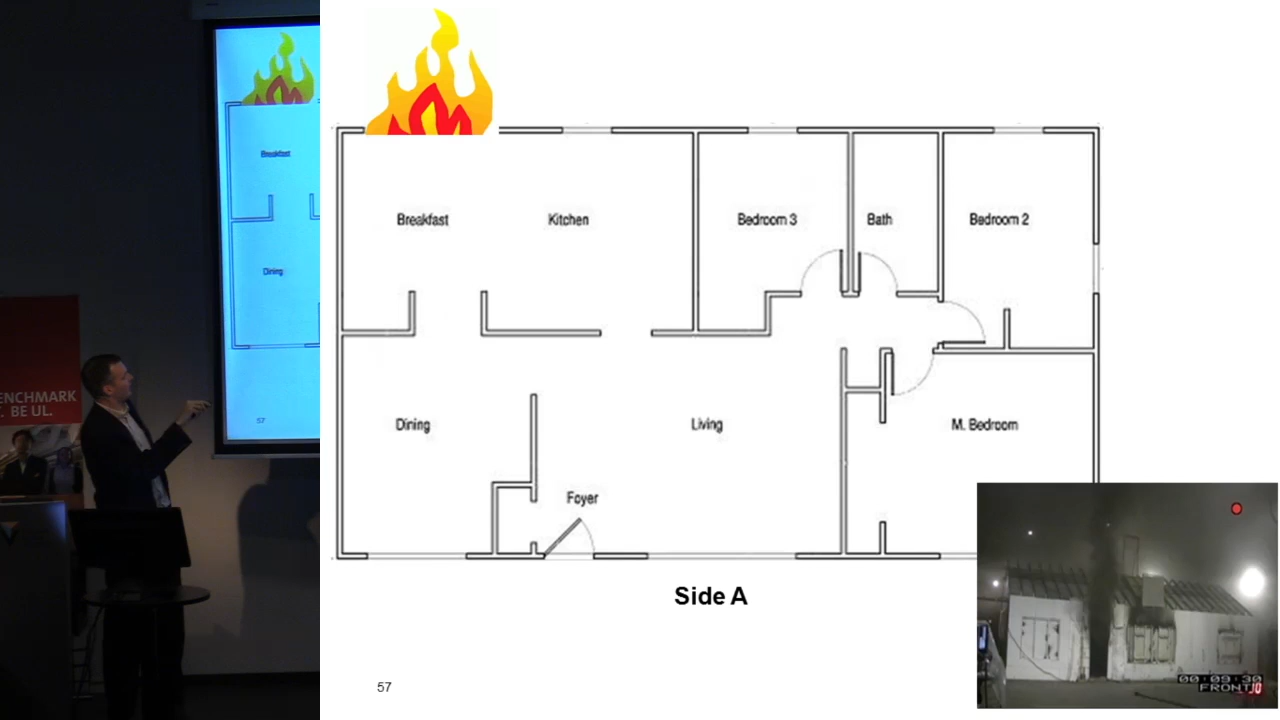 Breakfast
Dining
57
ENCHMARK
. BE UL.
Breakfast
Kitchen
Bedroom 3
Bath
Bedroom 2
Dining
Living
M. Bedroom
Foyer
Side A
57
00:09:30
FRONT